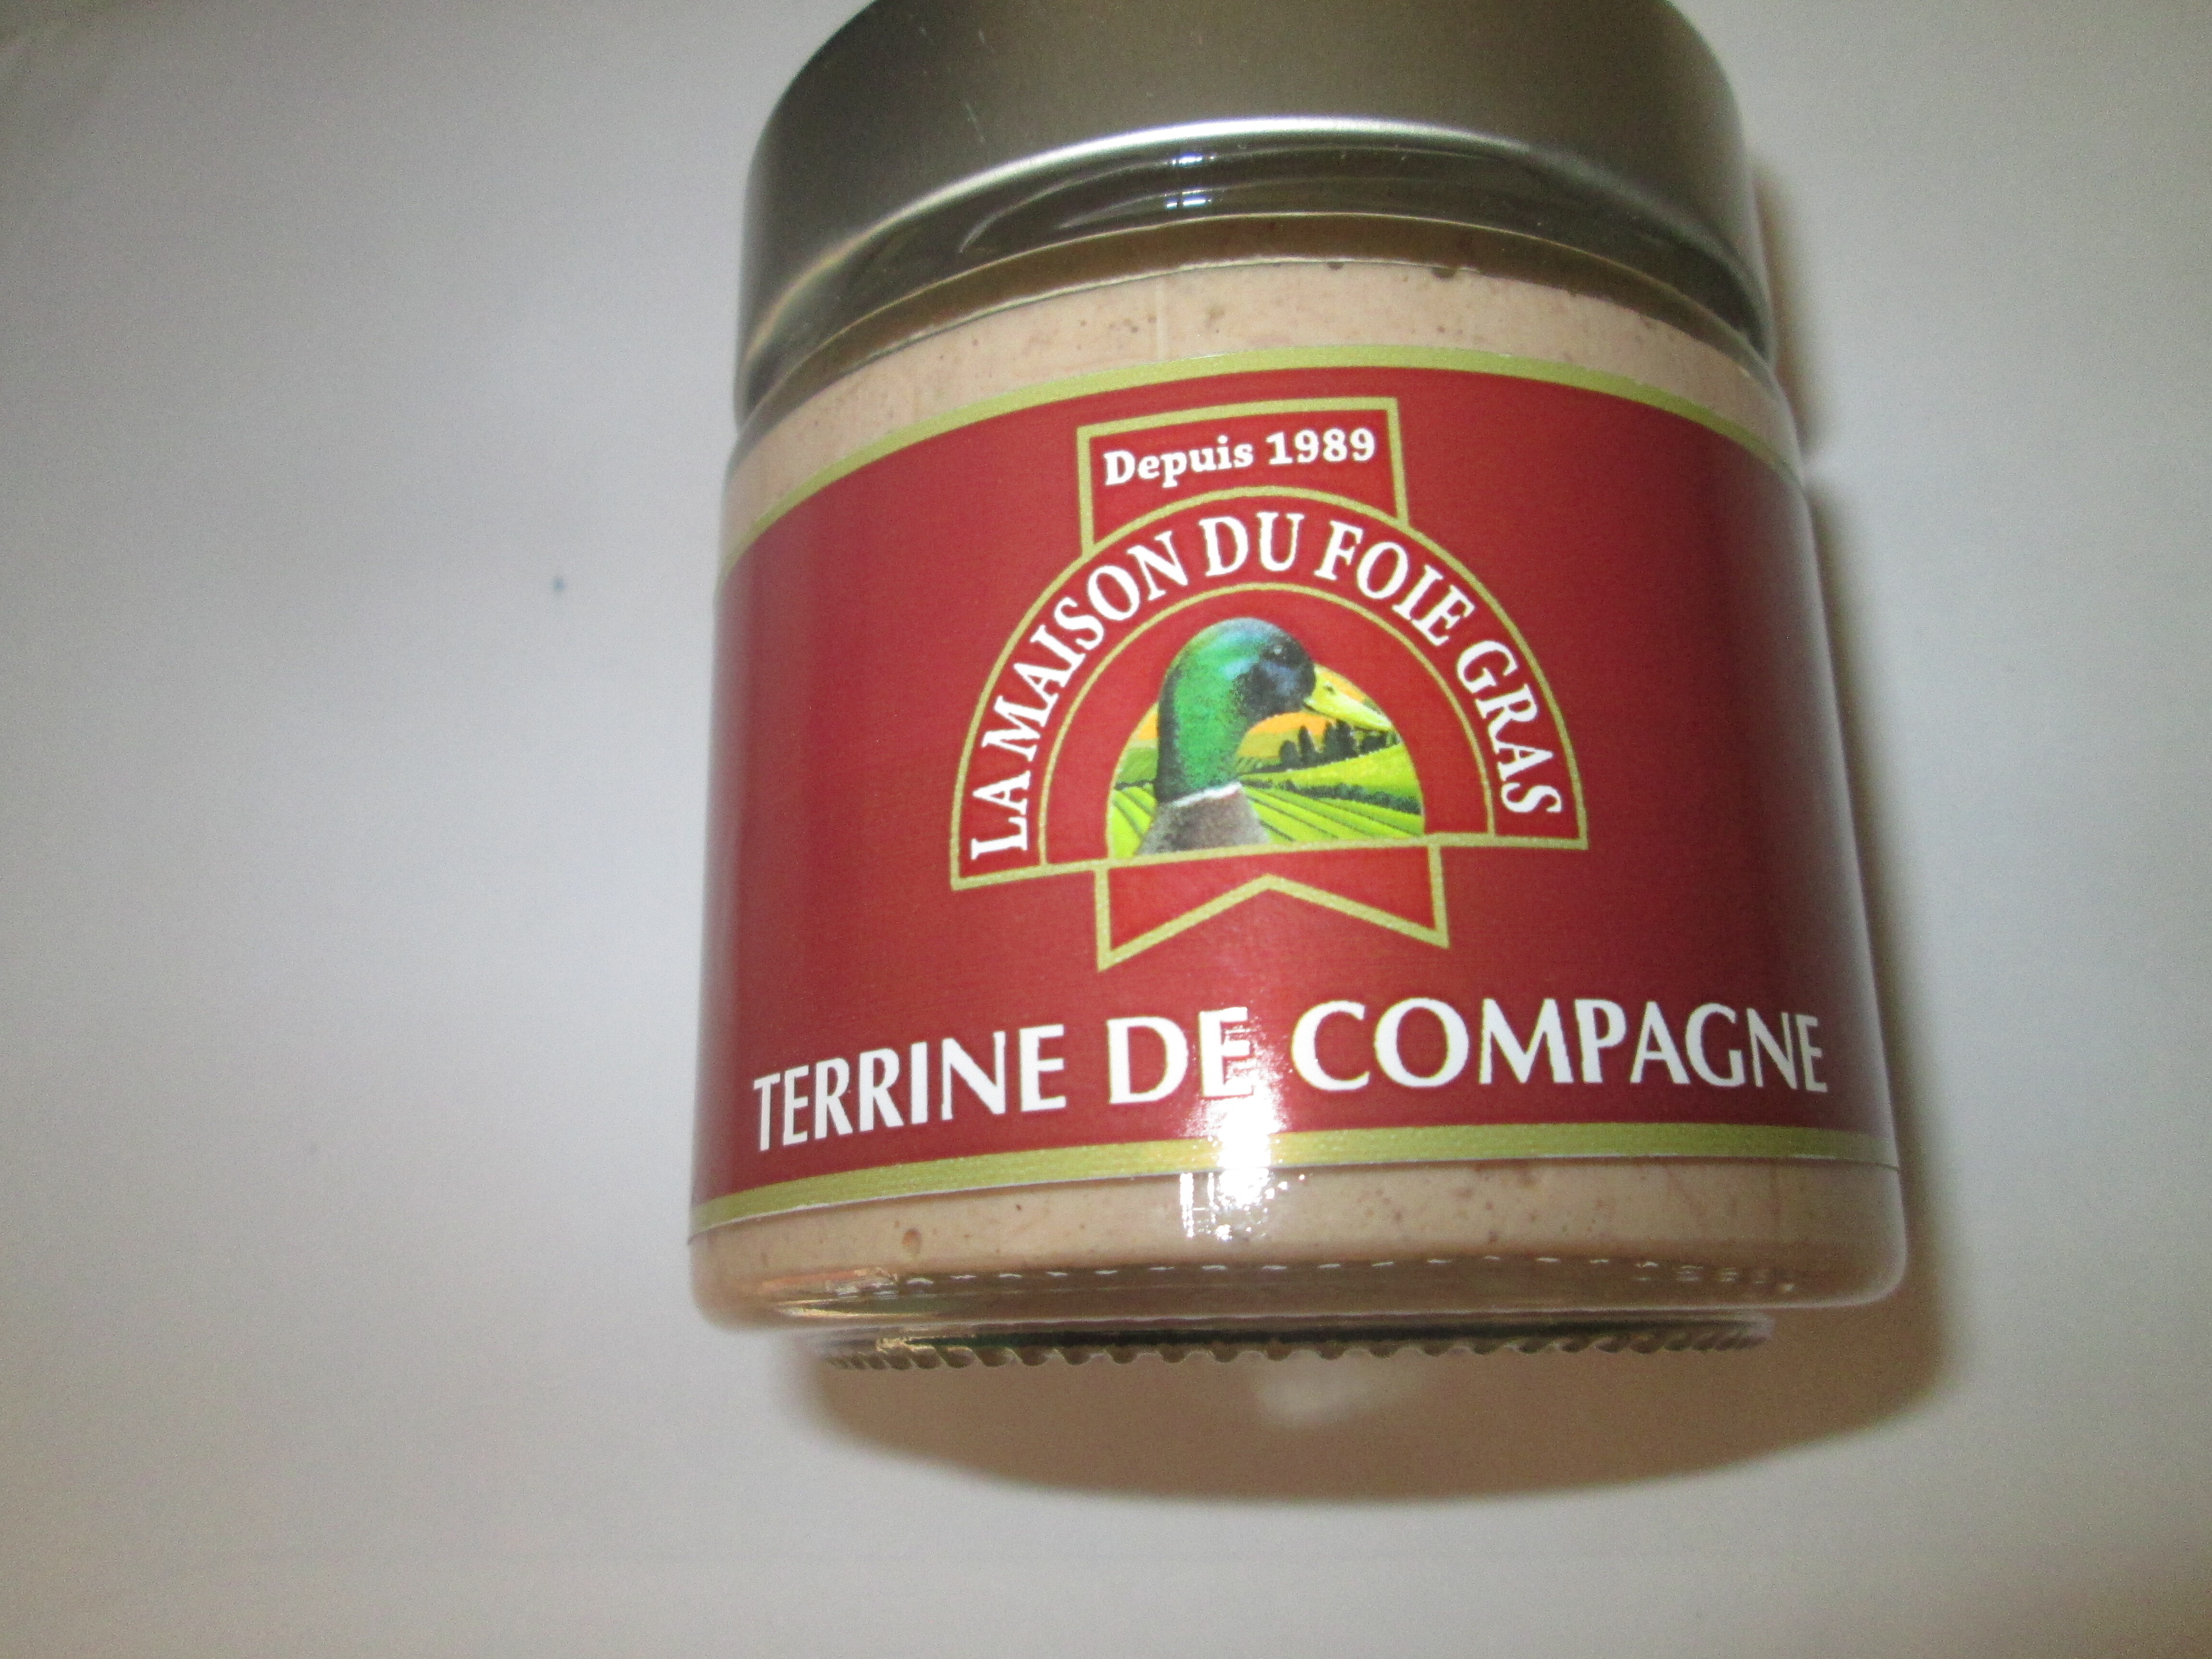 Depuis 1989
LA MAISON DU FOIE GRAS
TERRINE DE COMPAGNE